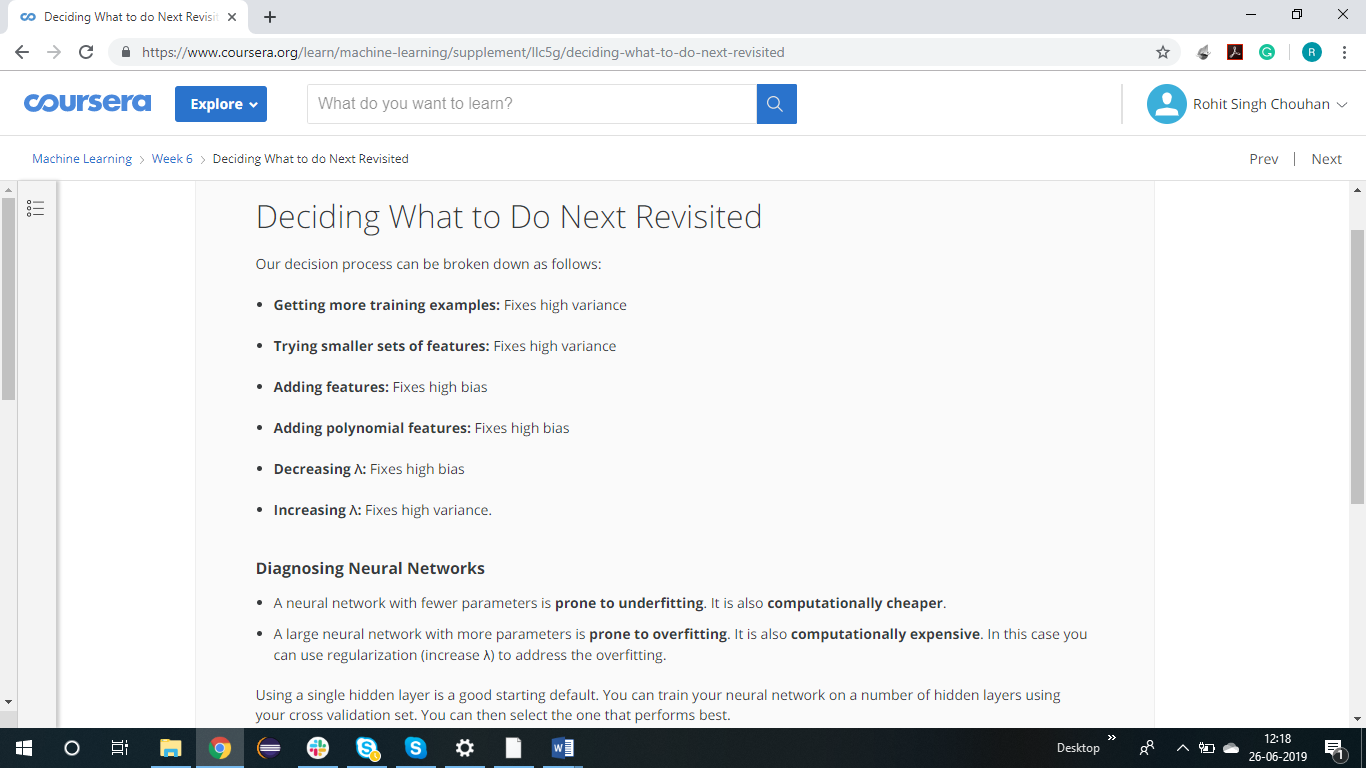 Deciding What to do Next Revisit
https://www.coursera.org/learn/machine-learning/supplement/llc5g/deciding-what-to-do-next-revisited
R
coursera
Explore
What do you want to learn?
Rohit Singh Chouhan
Machine Learning > Week 6 > Deciding What to do Next Revisited
Prev | Next
Deciding What to Do Next Revisited
Our decision process can be broken down as follows:
• Getting more training examples: Fixes high variance
• Trying smaller sets of features: Fixes high variance
• Adding features: Fixes high bias
• Adding polynomial features: Fixes high bias
• Decreasing λ: Fixes high bias
• Increasing λ: Fixes high variance.
Diagnosing Neural Networks
• A neural network with fewer parameters is prone to underfitting. It is also computationally cheaper.
• A large neural network with more parameters is prone to overfitting. It is also computationally expensive. In this case you
can use regularization (increase λ) to address the overfitting.
Using a single hidden layer is a good starting default. You can train your neural network on a number of hidden layers using
your cross validation set. You can then select the one that performs best.
Desktop
12:18
26-06-2019
1